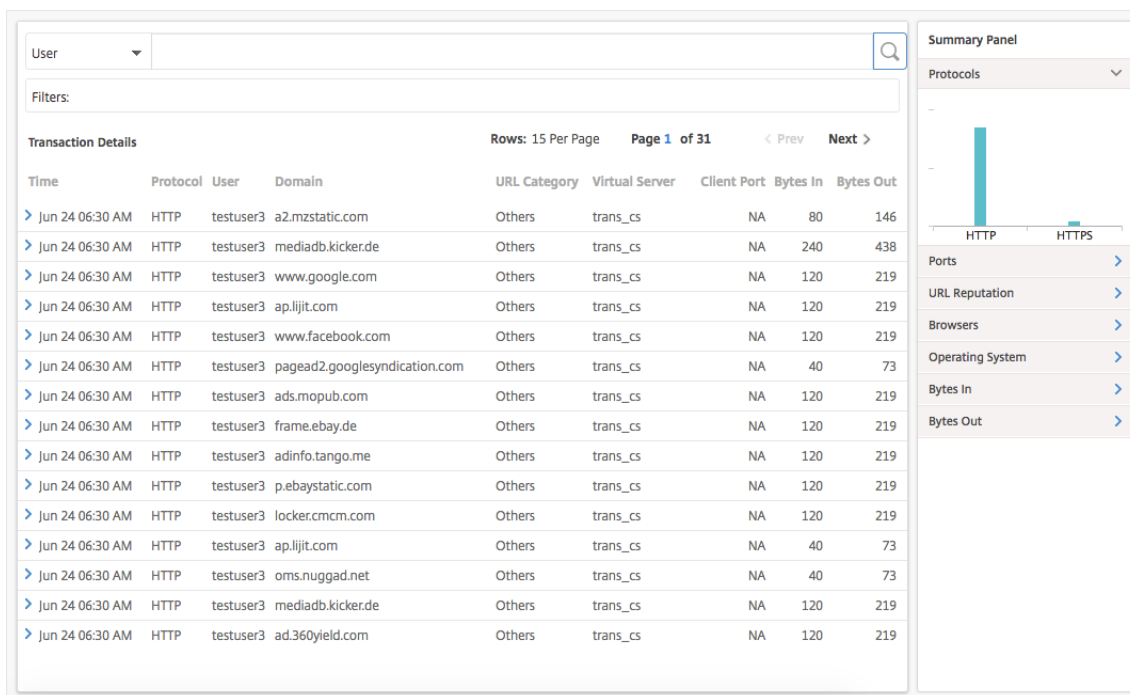 User
Filters:
Transaction Details Rows: 15 Per Page Page 1 of 31 < Prev Next >
Time Protocol User Domain URL Category Virtual Server Client Port Bytes In Bytes Out
Jun 24 06:30 AM HTTP testuser3 a2.mzstatic.com Others trans_cs NA 80 146
Jun 24 06:30 AM HTTP testuser3 mediadb.kicker.de Others trans_cs NA 240 438
Jun 24 06:30 AM HTTP testuser3 www.google.com Others trans_cs NA 120 219
Jun 24 06:30 AM HTTP testuser3 ap.lijit.com Others trans_cs NA 120 219
Jun 24 06:30 AM HTTP testuser3 www.facebook.com Others trans_cs NA 120 219
Jun 24 06:30 AM HTTP testuser3 pagead2.googlesyndication.com Others trans_cs NA 40 73
Jun 24 06:30 AM HTTP testuser3 ads.mopub.com Others trans_cs NA 120 219
Jun 24 06:30 AM HTTP testuser3 frame.ebay.de Others trans_cs NA 120 219
Jun 24 06:30 AM HTTP testuser3 adinfo.tango.me Others trans_cs NA 120 219
Jun 24 06:30 AM HTTP testuser3 p.ebaystatic.com Others trans_cs NA 120 219
Jun 24 06:30 AM HTTP testuser3 locker.cmcm.com Others trans_cs NA 120 219
Jun 24 06:30 AM HTTP testuser3 ap.lijit.com Others trans_cs NA 40 73
Jun 24 06:30 AM HTTP testuser3 oms.nuggad.net Others trans_cs NA 40 73
Jun 24 06:30 AM HTTP testuser3 mediadb.kicker.de Others trans_cs NA 120 219
Jun 24 06:30 AM HTTP testuser3 ad.360yield.com Others trans_cs NA 120 219
Summary Panel
Protocols
HTTP HTTPS
Ports
URL Reputation
Browsers
Operating System
Bytes In
Bytes Out